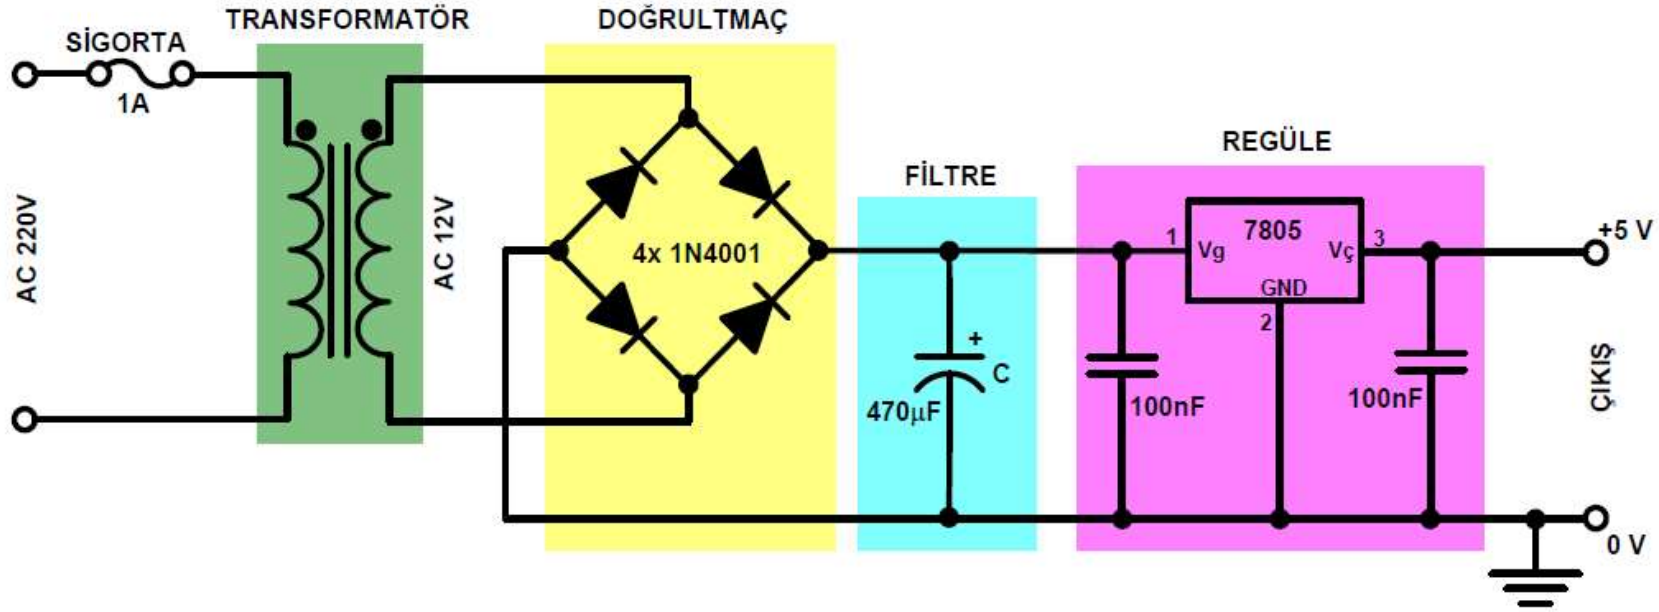 TRANSFORMATÖR
DOĞRULTMAÇ
SİGORTA
1A
REGÜLE
FİLTRE
AC 220V
AC 12V
4x 1N4001
1
Vg
7805
Vç
3
+5 V
GND
2
+
C
470µF
100nF
100nF
ÇIKIŞ
0 V